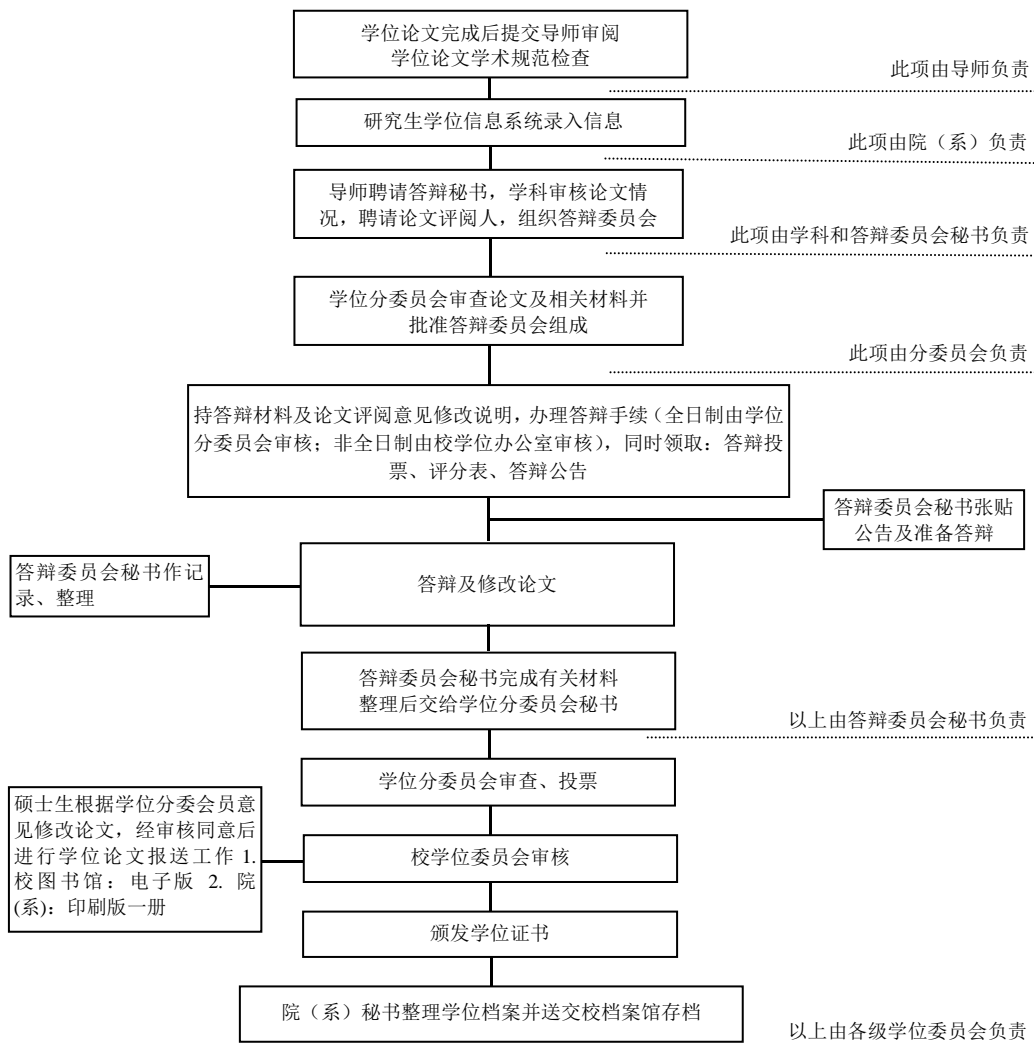 学位论文完成后提交导师审阅
学位论文学术规范检查
此项由导师负责
研究生学位信息系统录入信息
此项由院（系）负责
导师聘请答辩秘书，学科审核论文情
况，聘请论文评阅人，组织答辩委员会
此项由学科和答辩委员会秘书负责
学位分委员会审查论文及相关材料并
批准答辩委员会组成
此项由分委员会负责
持答辩材料及论文评阅意见修改说明，办理答辩手续（全日制由学位
分委员会审核；非全日制由校学位办公室审核），同时领取：答辩投
票、评分表、答辩公告
答辩委员会秘书张贴
公告及准备答辩
答辩委员会秘书作记
录、整理
答辩及修改论文
答辩委员会秘书完成有关材料
整理后交给学位分委员会秘书
以上由答辩委员会秘书负责
学位分委员会审查、投票
硕士生根据学位分委会员意
见修改论文，经审核同意后
进行学位论文报送工作 1.
校图书馆：电子版 2. 院
(系)：印刷版一册
校学位委员会审核
颁发学位证书
院（系）秘书整理学位档案并送交校档案馆存档
以上由各级学位委员会负责